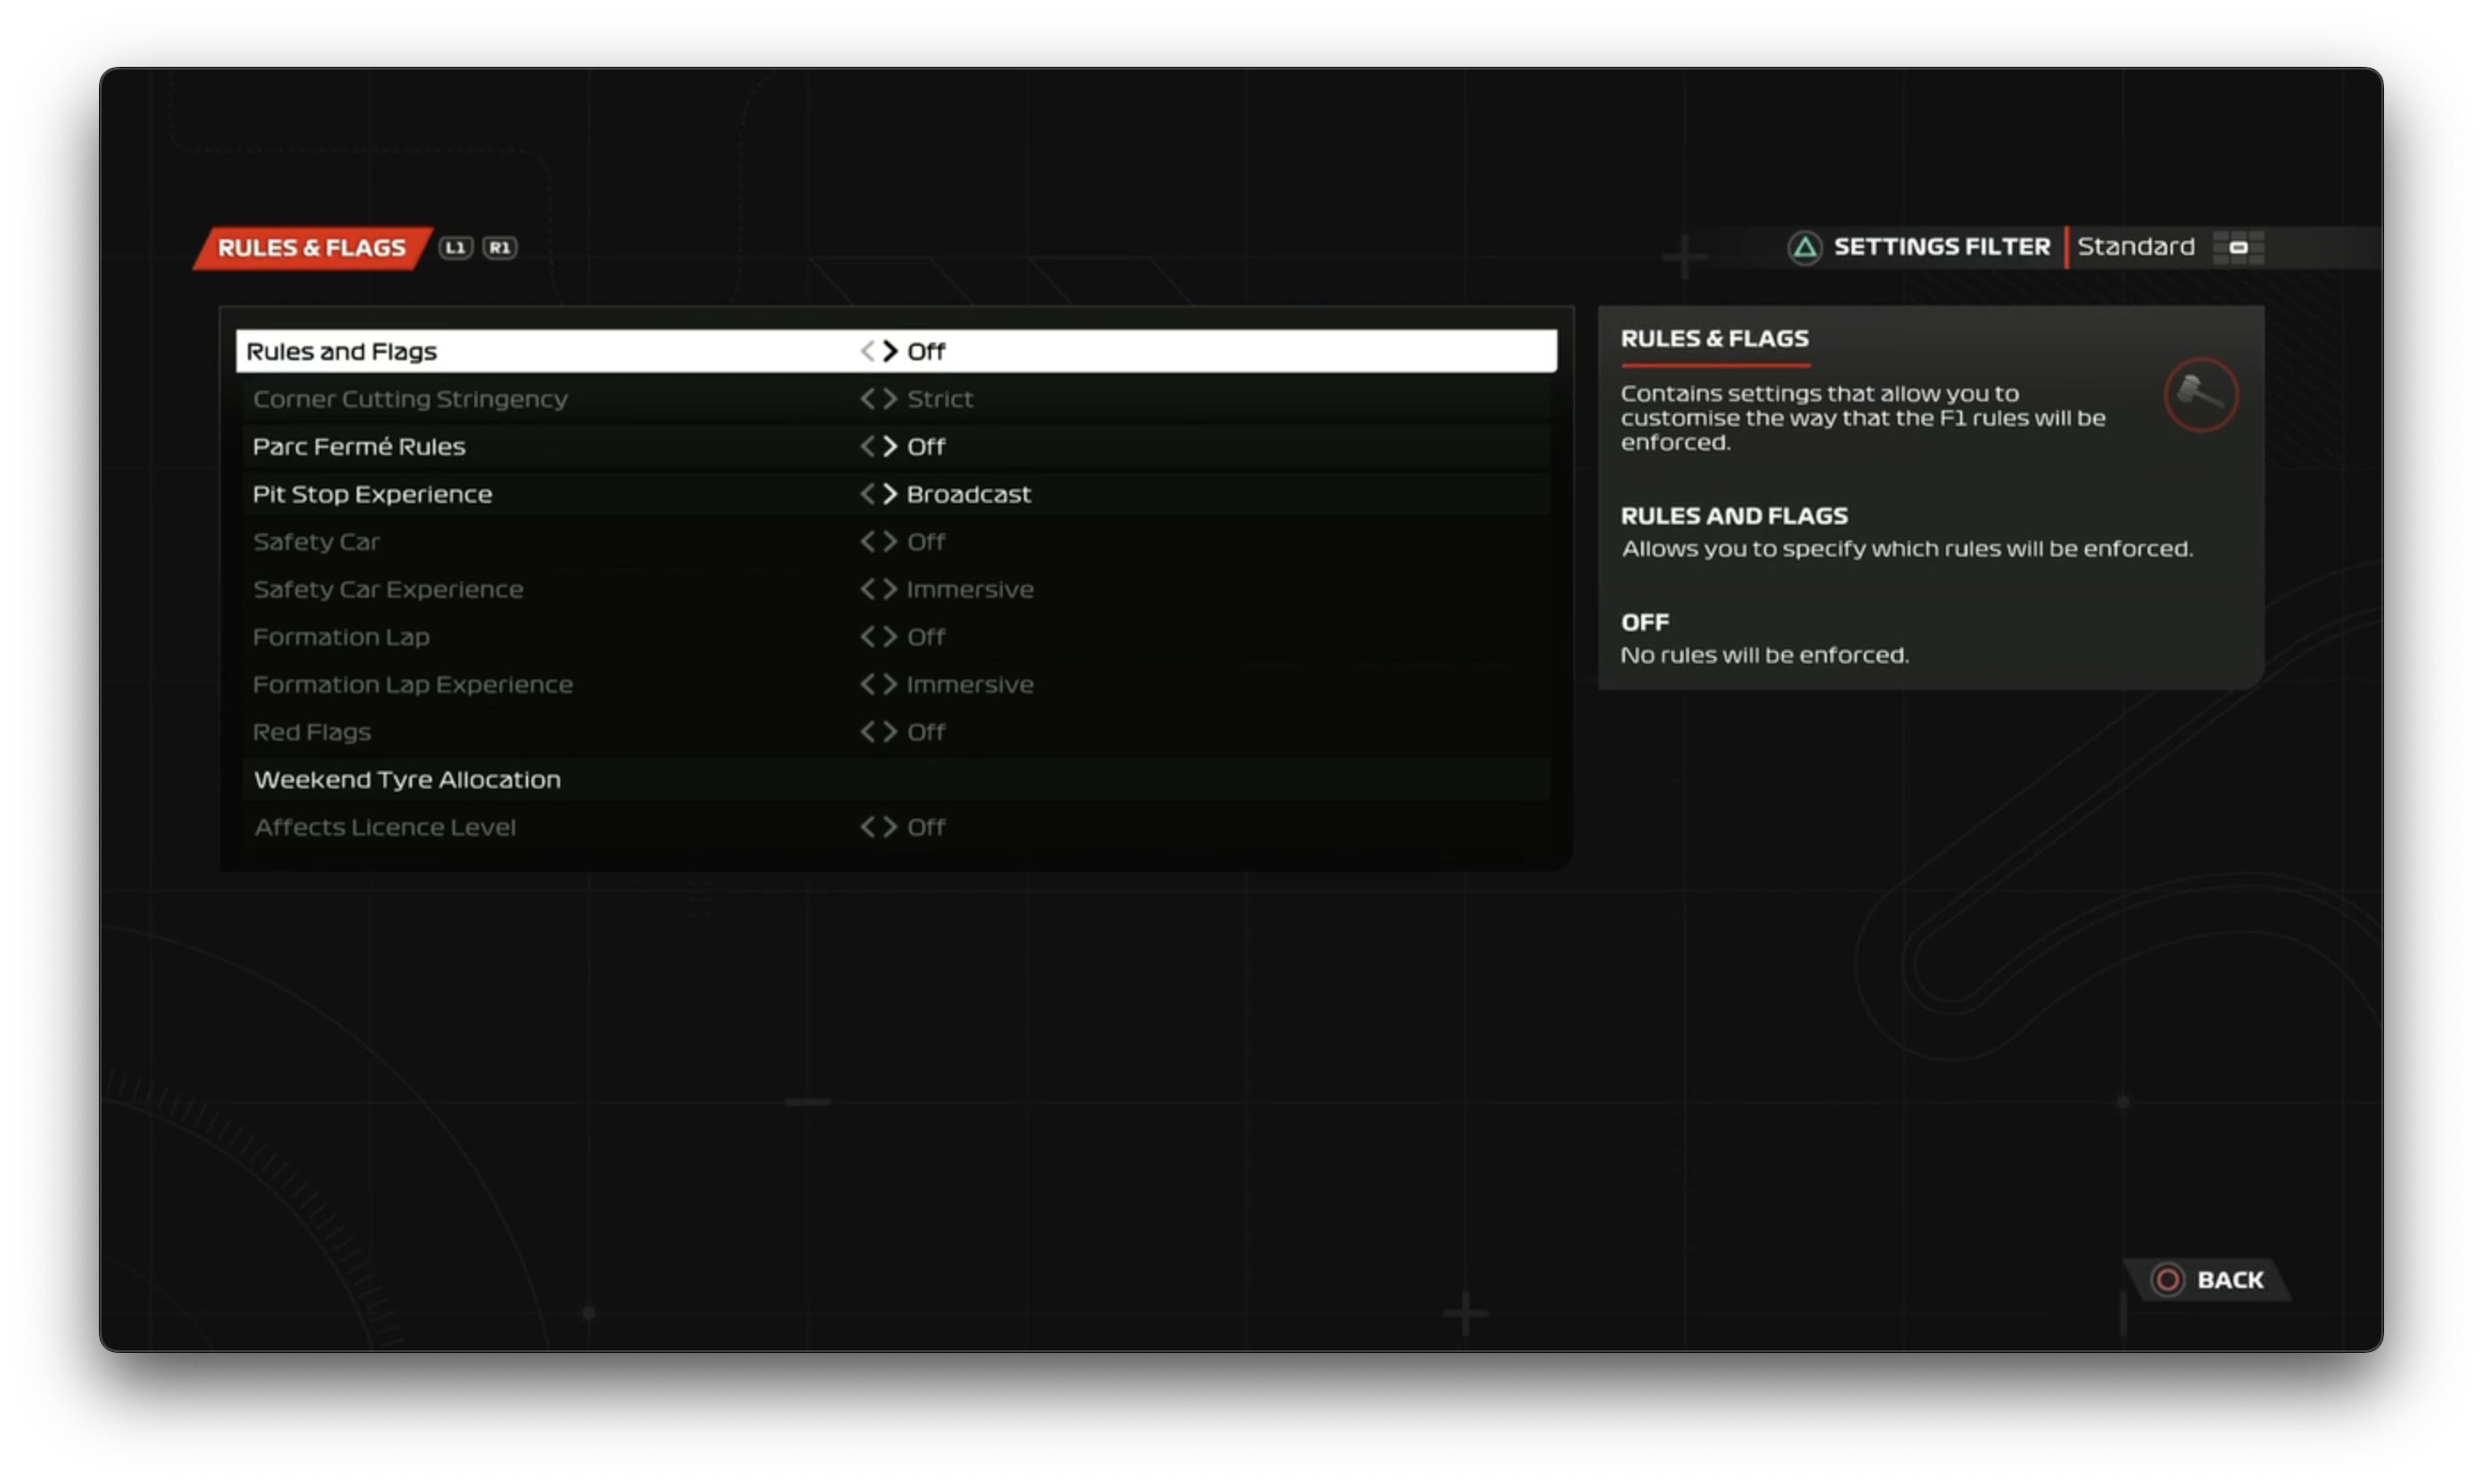 RULES & FLAGS L1 R1
SETTINGS FILTER Standard
Rules and Flags Off
Corner Cutting Stringency Strict
Parc Fermé Rules Off
Pit Stop Experience Broadcast
Safety Car Off
Safety Car Experience Immersive
Formation Lap Off
Formation Lap Experience Immersive
Red Flags Off
Weekend Tyre Allocation
Affects Licence Level Off
RULES & FLAGS
Contains settings that allow you to
customise the way that the F1 rules will be
enforced.
RULES AND FLAGS
Allows you to specify which rules will be enforced.
OFF
No rules will be enforced.
BACK